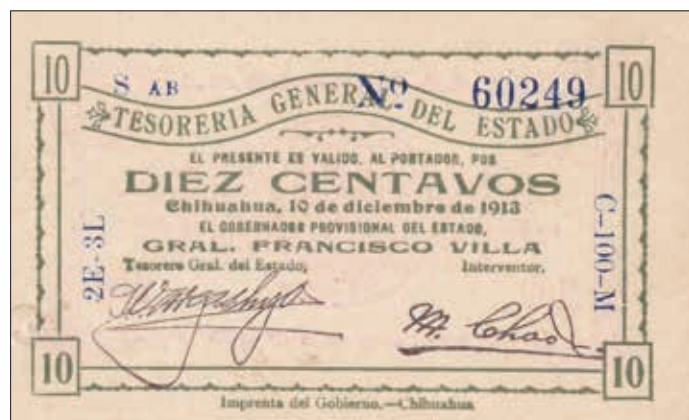 10 10
S AB Nº 60249
TESORERIA GENERAL DEL ESTADO
EL PRESENTE ES VALIDO, AL PORTADOR, POR
DIEZ CENTAVOS
Chihuahua, 10 de diciembre de 1913
EL GOBERNADOR PROVISIONAL DEL ESTADO,
GRAL. FRANCISCO VILLA
Tesorero Gral. del Estado, Interventor.
2E-3L
C-100-M
M. Chao
10 10
Imprenta del Gobierno.—Chihuahua